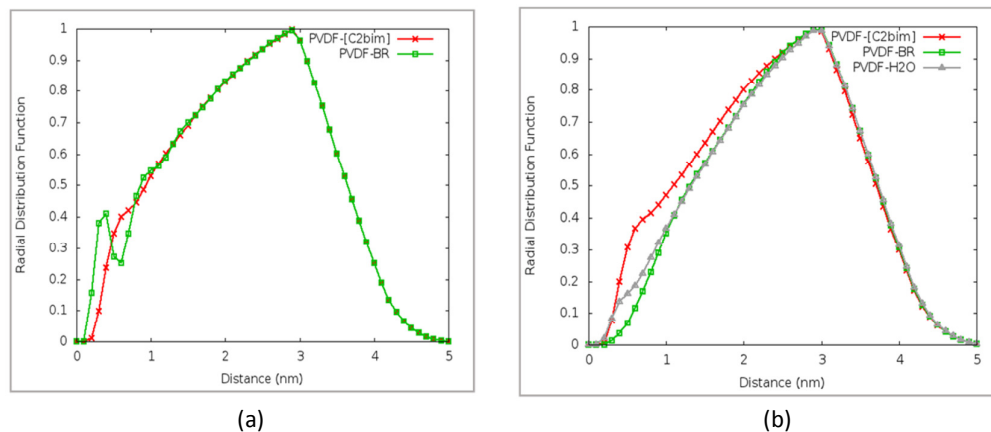 PVDF-[C2bim]
PVDF-BR
Radial Distribution Function
1
0.9
0.8
0.7
0.6
0.5
0.4
0.3
0.2
0.1
0
0 1 2 3 4 5
Distance (nm)
(a)
PVDF-[C2bim]
PVDF-BR
PVDF-H2O
Radial Distribution Function
1
0.9
0.8
0.7
0.6
0.5
0.4
0.3
0.2
0.1
0
0 1 2 3 4 5
Distance (nm)
(b)